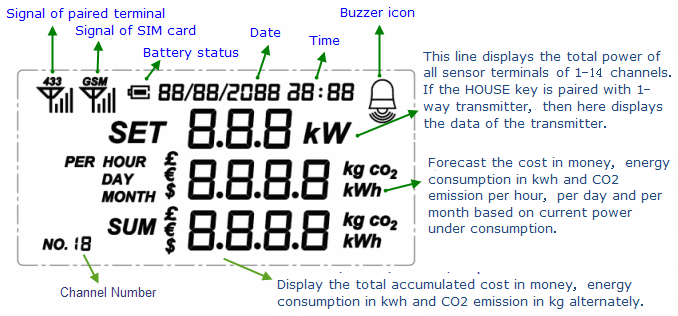 Signal of paired terminal
Signal of SIM card
Battery status
Date
Time
Buzzer icon
433
GSM
88/88/2088 28:88
SET 8.8.8 kW
This line displays the total power of
all sensor terminals of 1-14 channels.
If the HOUSE key is paired with 1-
way transmitter, then here displays
the data of the transmitter.
PER HOUR
DAY
MONTH
£
€
$
8.8.8.8
kg co₂
kWh
Forecast the cost in money, energy
consumption in kwh and CO2
emission per hour, per day and per
month based on current power
under consumption.
SUM
£
€
$
8.8.8.8
kg co₂
kWh
NO. 18
Channel Number
Display the total accumulated cost in money, energy
consumption in kwh and CO2 emission in kg alternately.